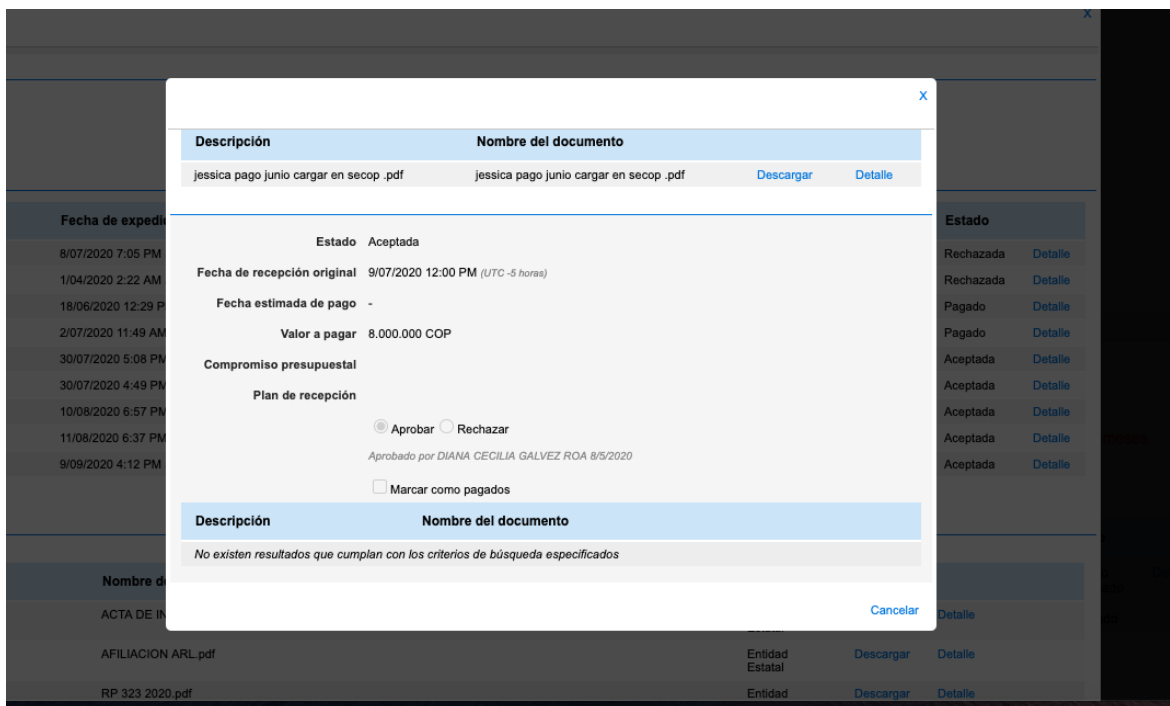 X
X
Descripción Nombre del documento
jessica pago junio cargar en secop .pdf jessica pago junio cargar en secop .pdf Descargar Detalle
Fecha de expedi Estado
Estado Aceptada
8/07/2020 7:05 PM Rechazada Detalle
Fecha de recepción original 9/07/2020 12:00 PM (UTC -5 horas)
1/04/2020 2:22 AM Rechazada Detalle
Fecha estimada de pago -
18/06/2020 12:29 P Pagado Detalle
Valor a pagar 8.000.000 COP
2/07/2020 11:49 AM Pagado Detalle
Compromiso presupuestal
30/07/2020 5:08 PM Aceptada Detalle
30/07/2020 4:49 PM Aceptada Detalle
Plan de recepción
10/08/2020 6:57 PM Aceptada Detalle
Aprobar Rechazar
11/08/2020 6:37 PM Aceptada Detalle
Aprobado por DIANA CECILIA GALVEZ ROA 8/5/2020
9/09/2020 4:12 PM Aceptada Detalle
Marcar como pagados
Descripción Nombre del documento
No existen resultados que cumplan con los criterios de búsqueda especificados
Nombre d
Cancelar
ACTA DE IN Detalle
AFILIACION ARL.pdf Entidad Estatal Descargar Detalle
RP 323 2020.pdf Entidad Descargar Detalle